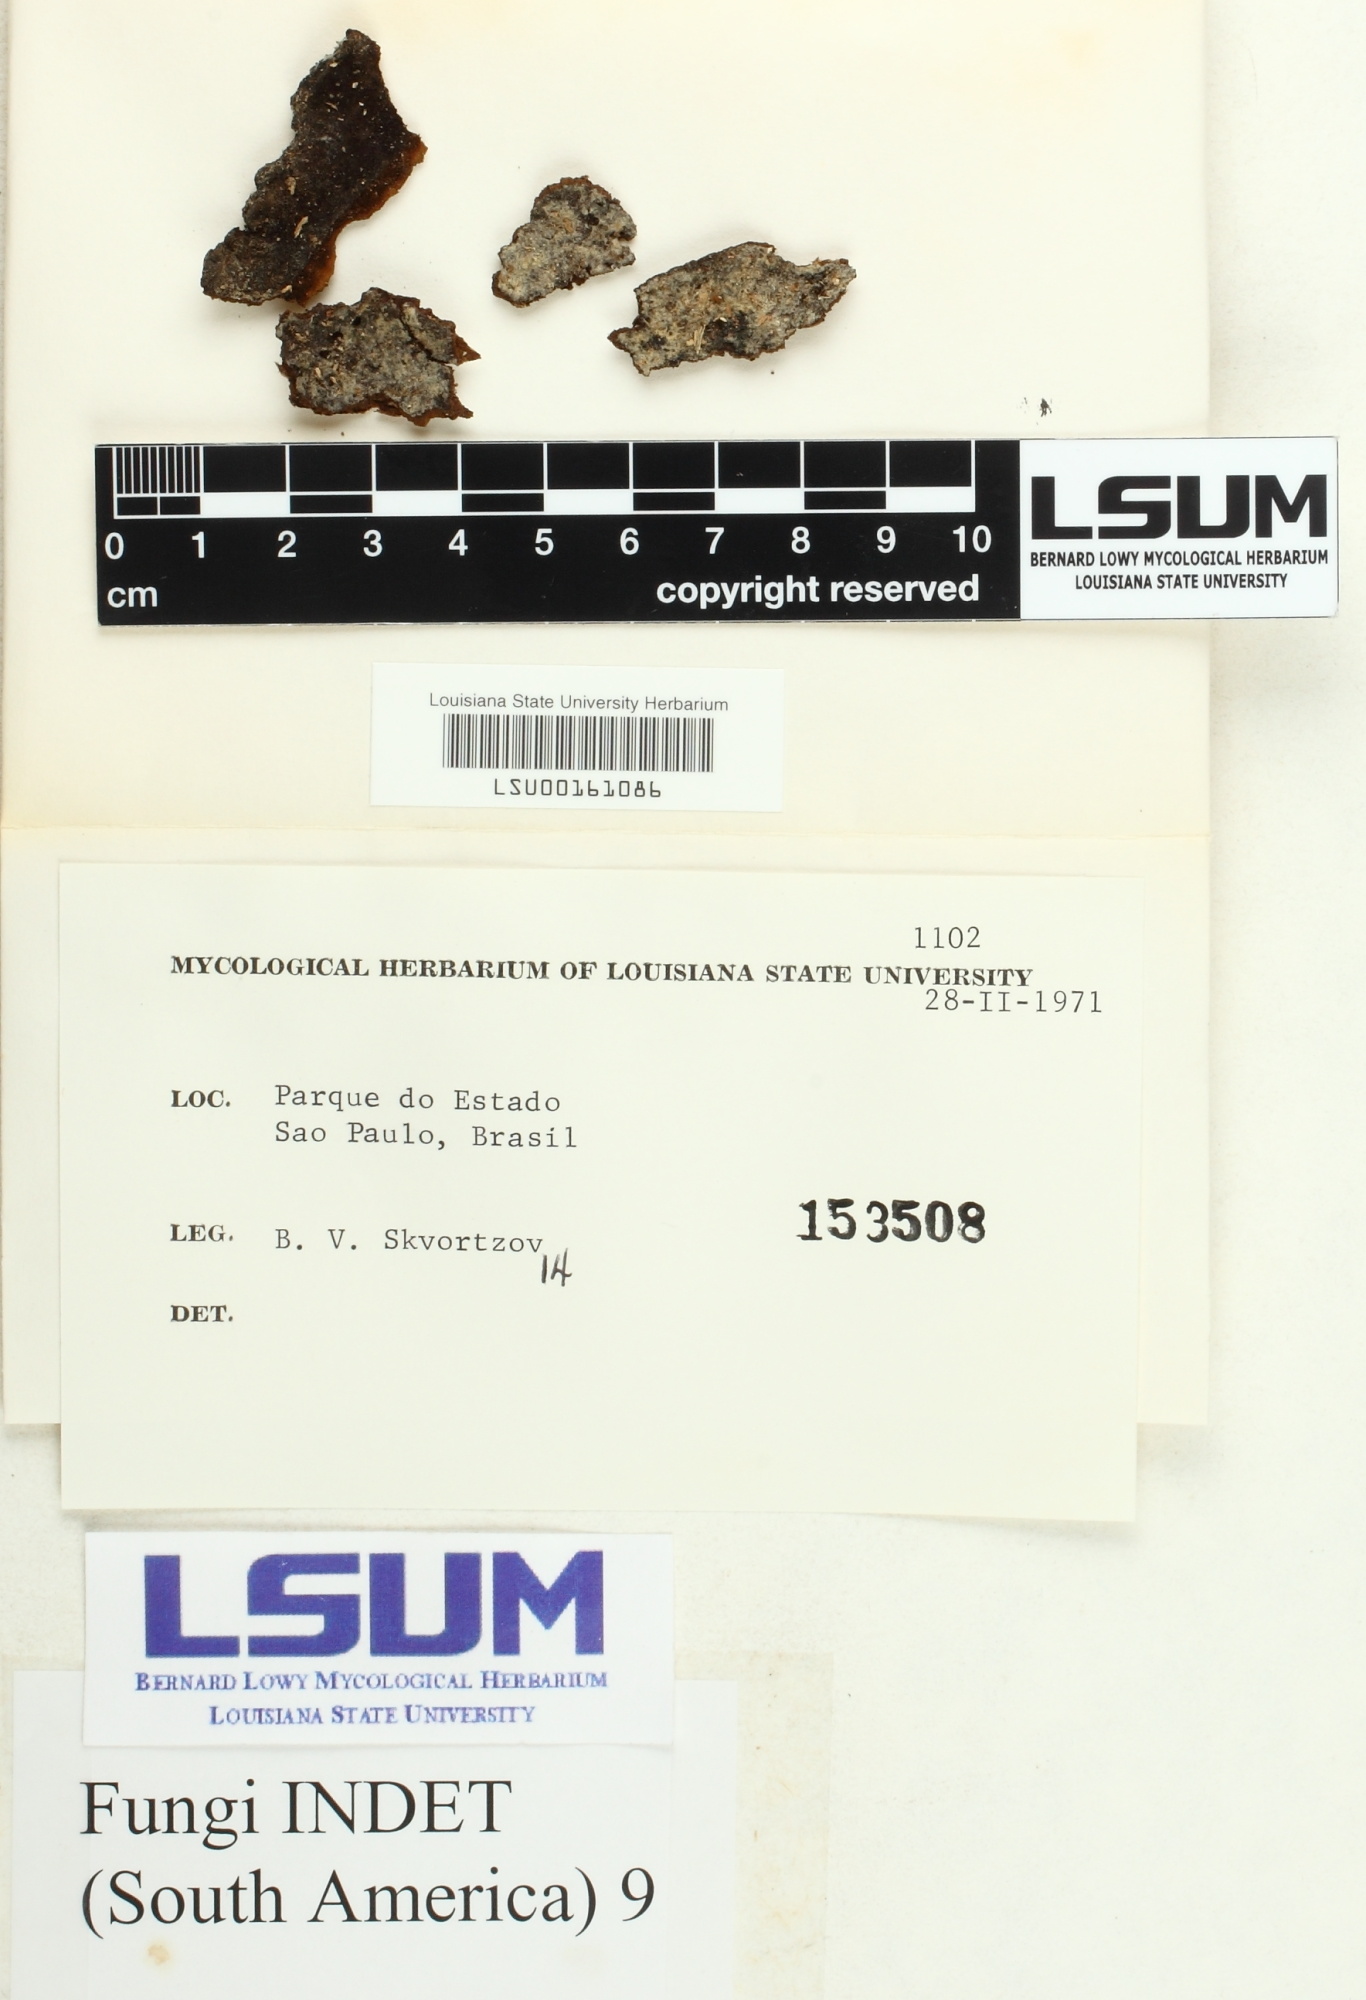 0 1 2 3 4 5 6 7 8 9 10
cm copyright reserved
LSUM
BERNARD LOWY MYCOLOGICAL HERBARIUM
LOUISIANA STATE UNIVERSITY
Louisiana State University Herbarium
LSU00161086
1102
MYCOLOGICAL HERBARIUM OF LOUISIANA STATE UNIVERSITY
28-II-1971
LOC. Parque do Estado
Sao Paulo, Brasil
153508
LEG. B. V. Skvortzov
14
DET.
LSUM
BERNARD LOWY MYCOLOGICAL HERBARIUM
LOUISIANA STATE UNIVERSITY
Fungi INDET
(South America) 9